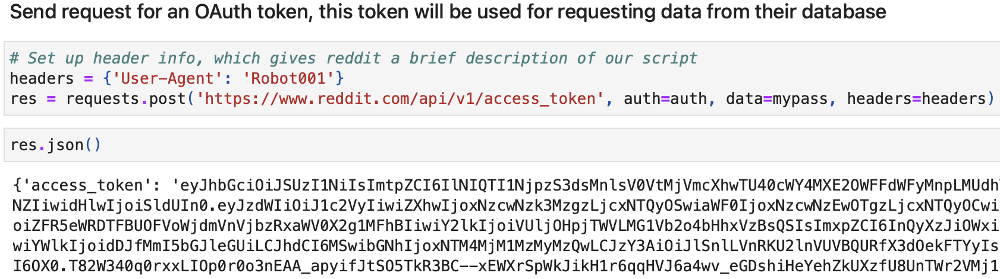 Send request for an OAuth token, this token will be used for requesting data from their database
# Set up header info, which gives reddit a brief description of our script
headers = {'User-Agent': 'Robot001'}
res = requests.post('https://www.reddit.com/api/v1/access_token', auth=auth, data=mypass, headers=headers)
res.json()
{'access_token': 'eyJhbGciOiJSUzI1NiIsImtpZCI6IlNIQTI1NjpzS3dsMnlsV0VtMjVmcXhwTU40cWY4MXE2OWFFdWFyMnpLMUdh
NZIiwidHlwIjoiSldUIn0.eyJzdWIiOiJ1c2VyIiwiZXhwIjoxNzcwNzk3MzgzLjcxNTQyOSwiaWF0IjoxNzcwNzEwOTgzLjcxNTQyOCwi
oiZFR5eWRDTFBUOFVoWjdmVnVjbzRxaWV0X2g1MFhBIiwiY2lkIjoiVUljOHpjTWVLMG1Vb2o4bHhxVzBsQSIsImxpZCI6InQyXzJiOWxi
wiYWlkIjoidDJfMmI5bGJleGUiLCJhdCI6MSwibGNhIjoxNTM4MjM1MzMyMzQwLCJzY3AiOiJlSnlLVnRKU2lnVUVBQURfX3dOekFTYyIs
I6OX0.T82W340q0rxxLIOp0r0o3nEAA_apyifJtSO5TkR3BC--xEWXrSpWkJikH1r6qqHVJ6a4wv_eGDshiHeYehZkUXzfU8UnTWr2VMj1